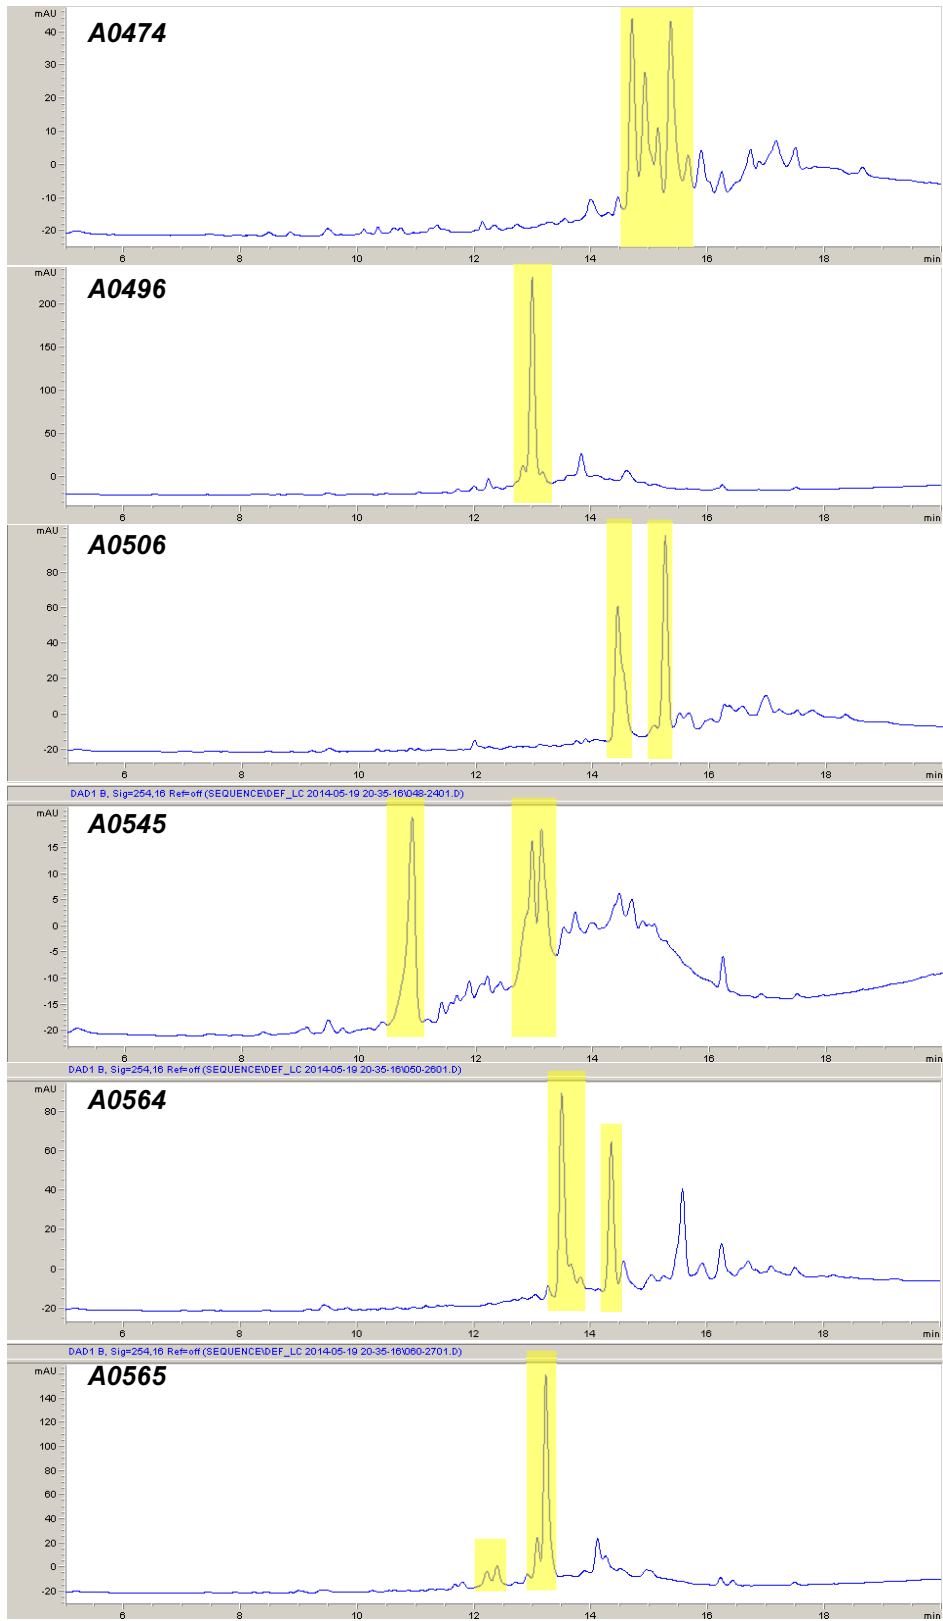 mAU
A0474
40
30
20
10
0
-10
-20
6 8 10 12 14 16 18 min
mAU
A0496
200
150
100
50
0
6 8 10 12 14 16 18 min
mAU
A0506
80
60
40
20
0
-20
6 8 10 12 14 16 18 min
DAD1 B, Sig=254,16 Ref=off (SEQUENCE\DEF_LC 2014-05-19 20-35-16\048-2401.D)
mAU
A0545
15
10
5
0
-5
-10
-15
-20
6 8 10 12 14 16 18 min
DAD1 B, Sig=254,16 Ref=off (SEQUENCE\DEF_LC 2014-05-19 20-35-16\050-2601.D)
mAU
A0564
80
60
40
20
0
-20
6 8 10 12 14 16 18 min
DAD1 B, Sig=254,16 Ref=off (SEQUENCE\DEF_LC 2014-05-19 20-35-16\060-2701.D)
mAU
A0565
140
120
100
80
60
40
20
0
-20
6 8 10 12 14 16 18 min